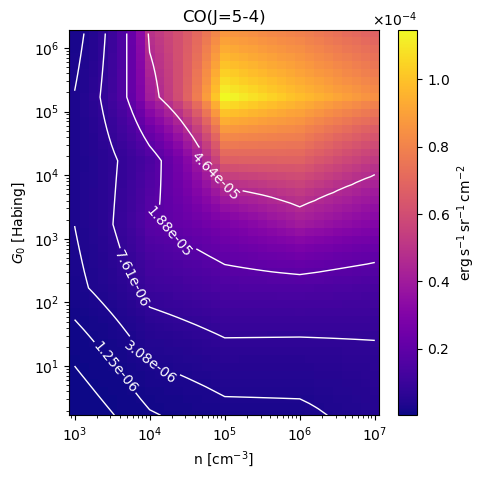 CO(J=5-4)
×10⁻⁴
10⁶
10⁵
10⁴
10³
10²
10¹
G₀ [Habing]
4.64e-05
1.88e-05
7.61e-06
3.08e-06
1.25e-06
10³ 10⁴ 10⁵ 10⁶ 10⁷
n [cm⁻³]
1.0
0.8
0.6
0.4
0.2
erg s⁻¹ sr⁻¹ cm⁻²